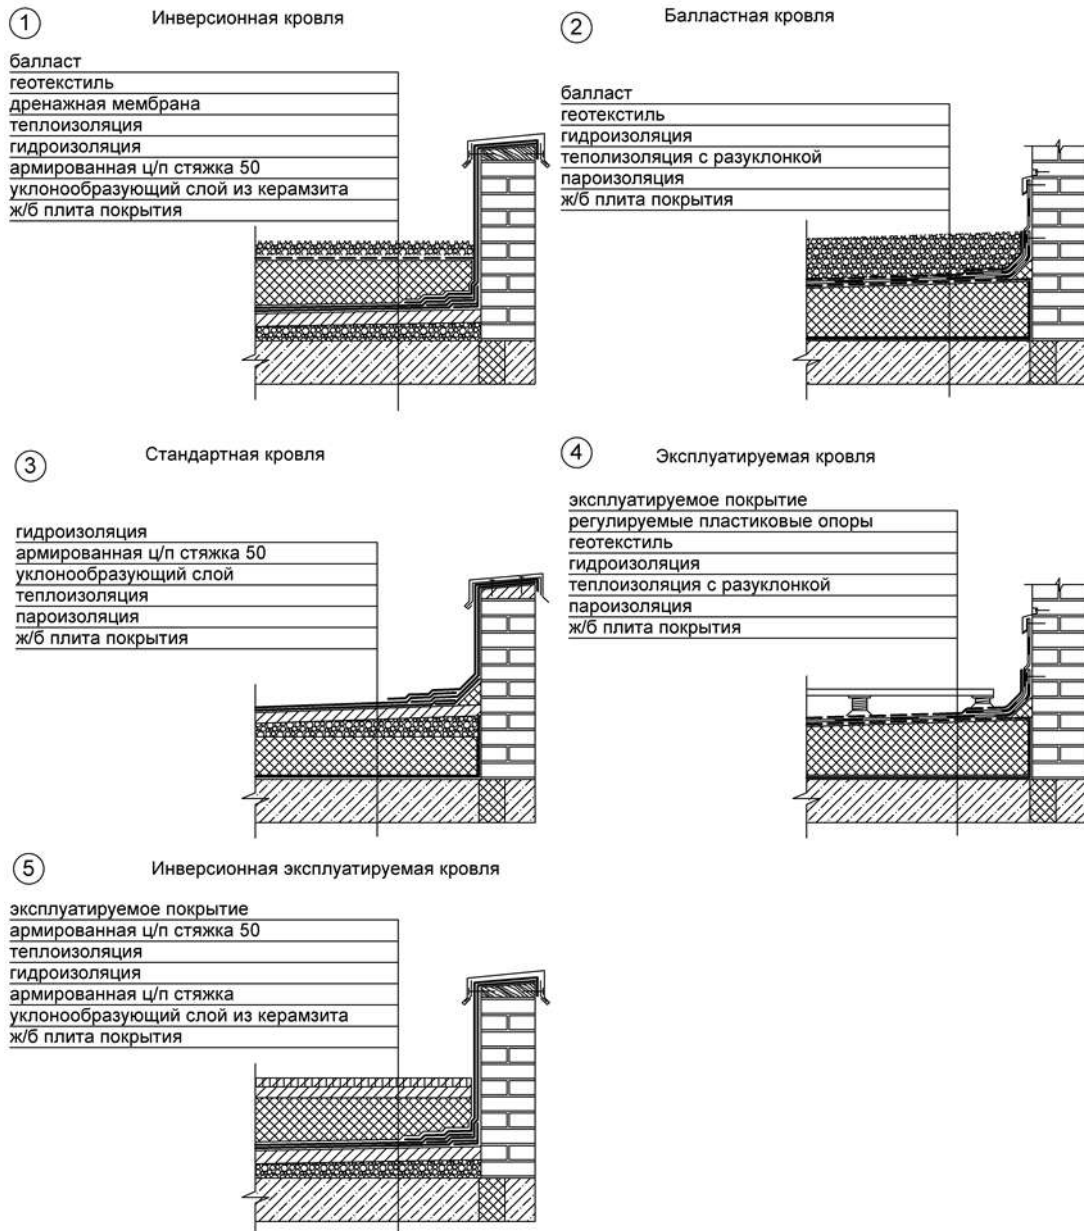 1
Инверсионная кровля
балласт
геотекстиль
дренажная мембрана
теплоизоляция
гидроизоляция
армированная ц/п стяжка 50
уклонообразующий слой из керамзита
ж/б плита покрытия
2
Балластная кровля
балласт
геотекстиль
гидроизоляция
теполизоляция с разуклонкой
пароизоляция
ж/б плита покрытия
3
Стандартная кровля
гидроизоляция
армированная ц/п стяжка 50
уклонообразующий слой
теплоизоляция
пароизоляция
ж/б плита покрытия
4
Эксплуатируемая кровля
эксплуатируемое покрытие
регулируемые пластиковые опоры
геотекстиль
гидроизоляция
теплоизоляция с разуклонкой
пароизоляция
ж/б плита покрытия
5
Инверсионная эксплуатируемая кровля
эксплуатируемое покрытие
армированная ц/п стяжка 50
теплоизоляция
гидроизоляция
армированная ц/п стяжка
уклонообразующий слой из керамзита
ж/б плита покрытия